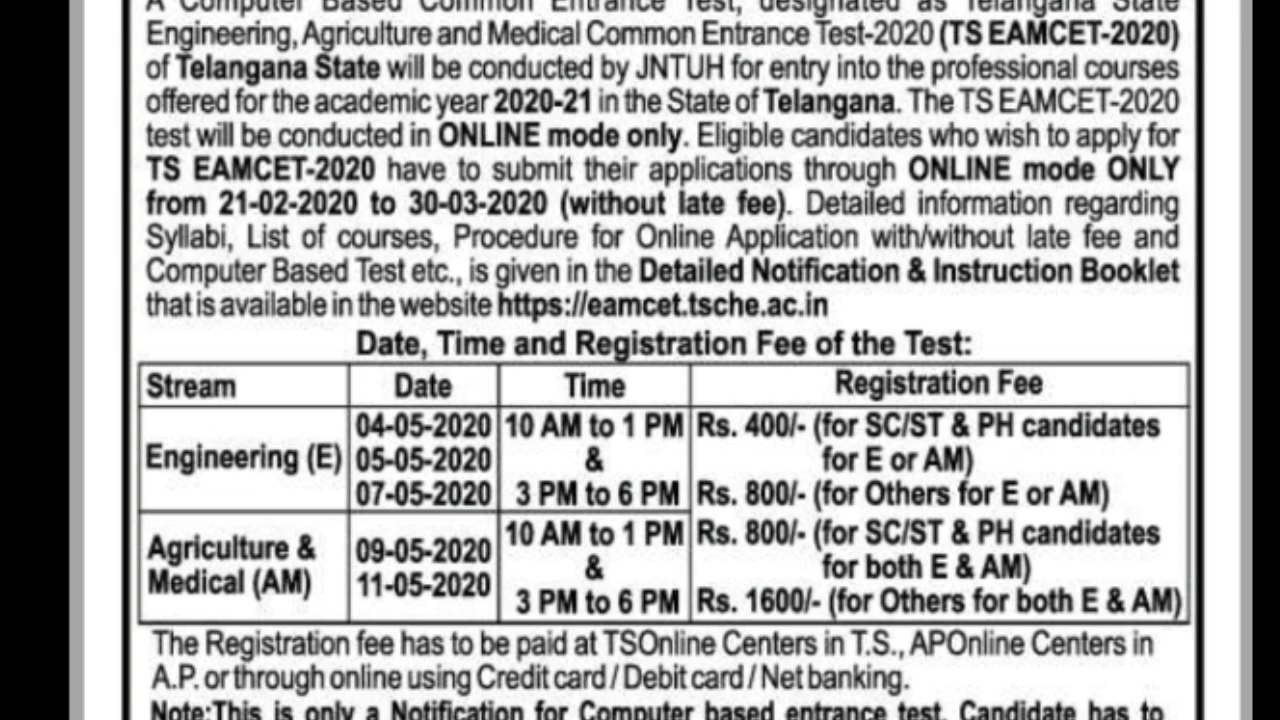 A Computer Based Common Entrance Test, designated as Telangana State
Engineering, Agriculture and Medical Common Entrance Test-2020 (TS EAMCET-2020)
of Telangana State will be conducted by JNTUH for entry into the professional courses
offered for the academic year 2020-21 in the State of Telangana. The TS EAMCET-2020
test will be conducted in ONLINE mode only. Eligible candidates who wish to apply for
TS EAMCET-2020 have to submit their applications through ONLINE mode ONLY
from 21-02-2020 to 30-03-2020 (without late fee). Detailed information regarding
Syllabi, List of courses, Procedure for Online Application with/without late fee and
Computer Based Test etc., is given in the Detailed Notification & Instruction Booklet
that is available in the website https://eamcet.tsche.ac.in
Date, Time and Registration Fee of the Test:
Stream Date Time Registration Fee
04-05-2020 10 AM to 1 PM Rs. 400/- (for SC/ST & PH candidates
Engineering (E) 05-05-2020 & for E or AM)
07-05-2020 3 PM to 6 PM Rs. 800/- (for Others for E or AM)
10 AM to 1 PM Rs. 800/- (for SC/ST & PH candidates
Agriculture & 09-05-2020 & for both E & AM)
Medical (AM) 11-05-2020 3 PM to 6 PM Rs. 1600/- (for Others for both E & AM)
The Registration fee has to be paid at TSOnline Centers in T.S., APOnline Centers in
A.P. or through online using Credit card / Debit card / Net banking.
Note:This is only a Notification for Computer based entrance test. Candidate has to